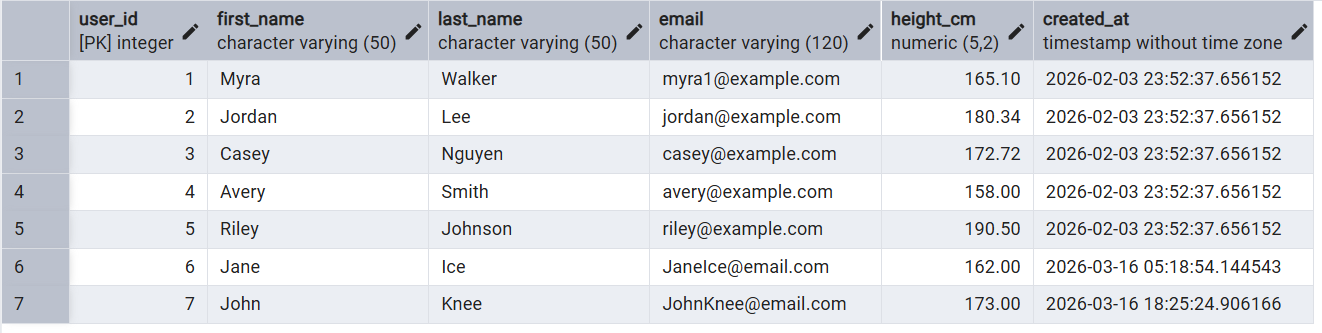 user_id first_name last_name email height_cm created_at
[PK] integer character varying (50) character varying (50) character varying (120) numeric (5,2) timestamp without time zone
1 1 Myra Walker myra1@example.com 165.10 2026-02-03 23:52:37.656152
2 2 Jordan Lee jordan@example.com 180.34 2026-02-03 23:52:37.656152
3 3 Casey Nguyen casey@example.com 172.72 2026-02-03 23:52:37.656152
4 4 Avery Smith avery@example.com 158.00 2026-02-03 23:52:37.656152
5 5 Riley Johnson riley@example.com 190.50 2026-02-03 23:52:37.656152
6 6 Jane Ice JaneIce@email.com 162.00 2026-03-16 05:18:54.144543
7 7 John Knee JohnKnee@email.com 173.00 2026-03-16 18:25:24.906166